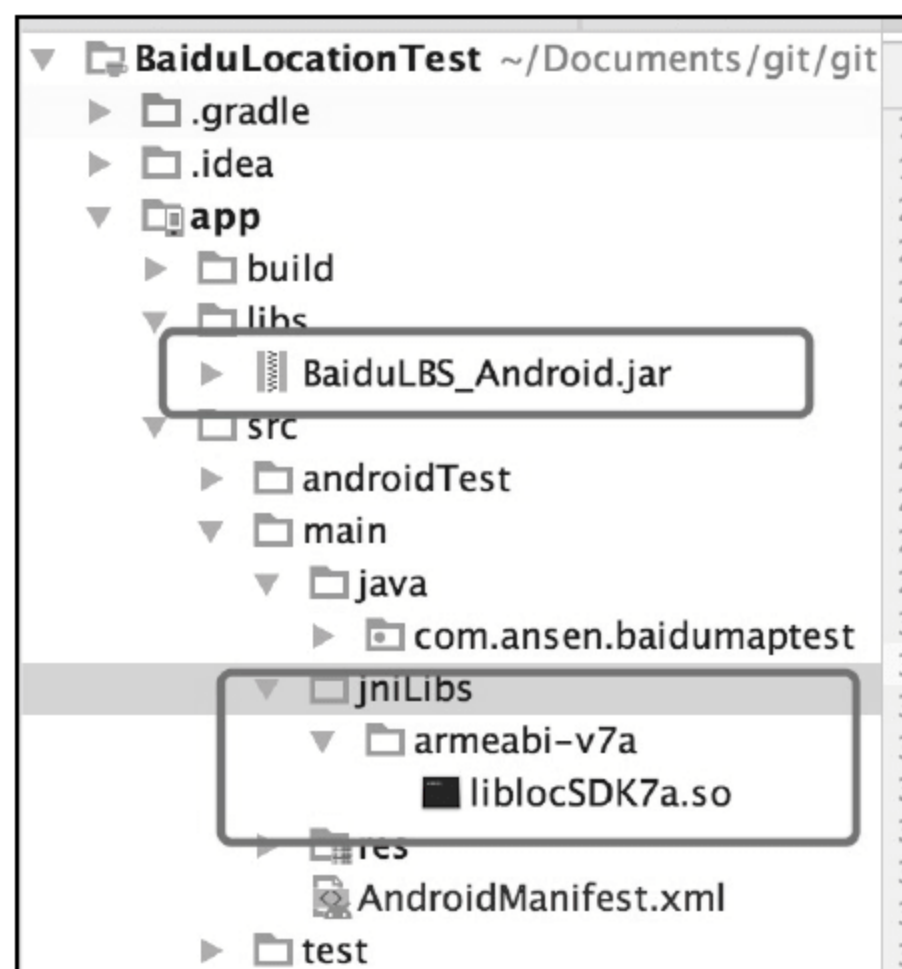 BaiduLocationTest ~/Documents/git/git
.gradle
.idea
app
build
libs
BaiduLBS_Android.jar
src
androidTest
main
java
com.ansen.baidumaptest
jniLibs
armeabi-v7a
liblocSDK7a.so
res
AndroidManifest.xml
test